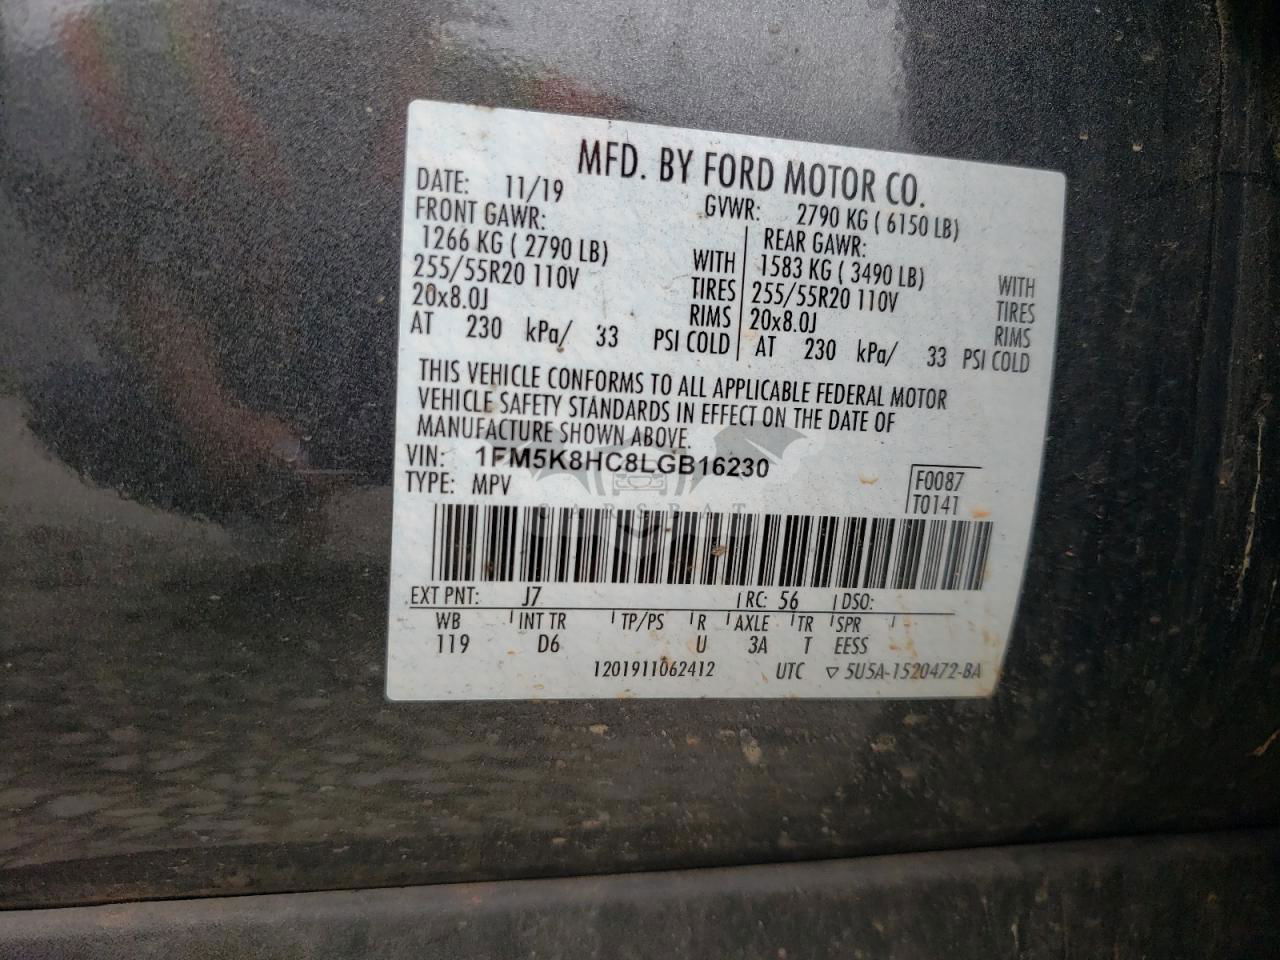 MFD. BY FORD MOTOR CO.
DATE: 11/19 GVWR: 2790 KG ( 6150 LB)
FRONT GAWR: REAR GAWR:
1266 KG ( 2790 LB) WITH 1583 KG ( 3490 LB) WITH
255/55R20 110V TIRES 255/55R20 110V TIRES
20x8.0J RIMS 20x8.0J RIMS
AT 230 kPa/ 33 PSI COLD AT 230 kPa/ 33 PSI COLD
THIS VEHICLE CONFORMS TO ALL APPLICABLE FEDERAL MOTOR
VEHICLE SAFETY STANDARDS IN EFFECT ON THE DATE OF
MANUFACTURE SHOWN ABOVE.
VIN: 1FM5K8HC8LGB16230
TYPE: MPV
F0087
T0141
CARSBAT
EXT PNT: J7 RC: 56 DSO:
WB INT TR TP/PS R AXLE TR SPR
119 D6 U 3A T EESS
1201911062412 UTC ▽ 5U5A-1520472-BA